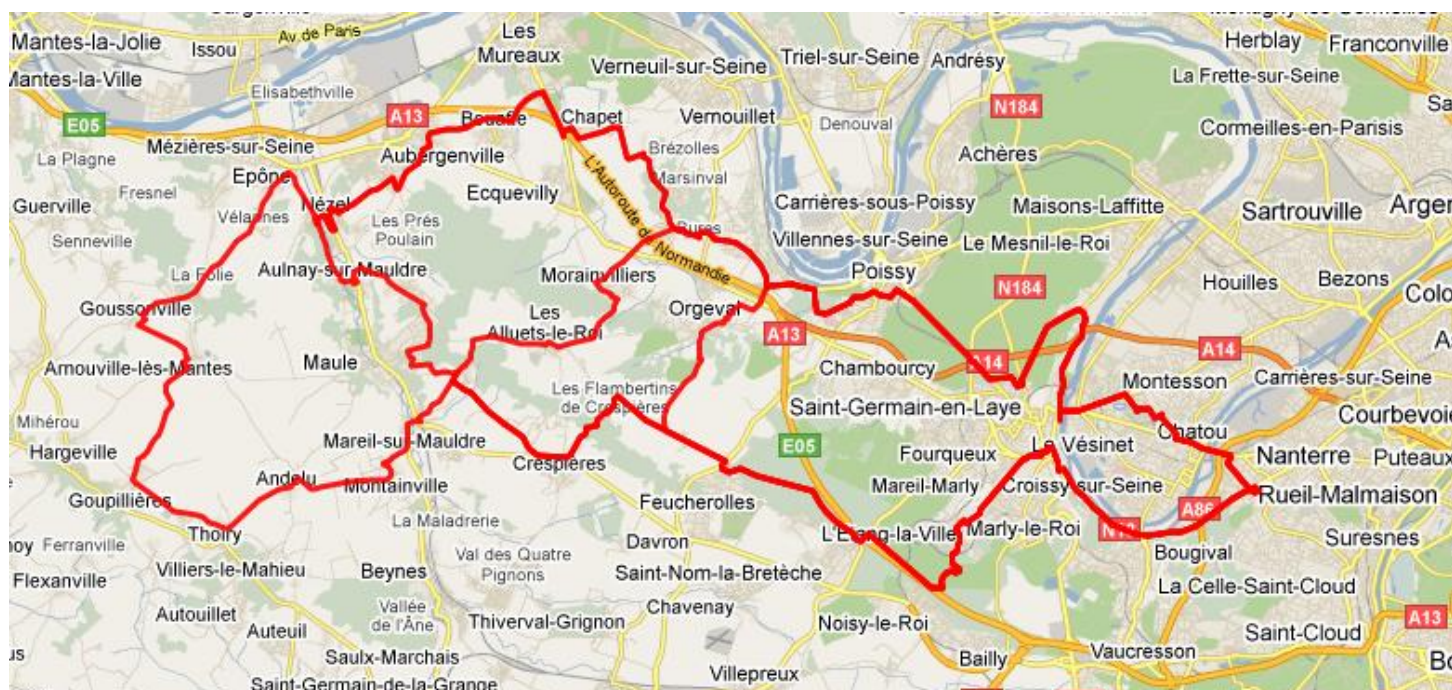 Mantes-la-Jolie
Issou
Av de Paris
Les
Mureaux
Verneuil-sur-Seine
Triel-sur-Seine
Andrésy
Herblay
Franconville
La Frette-sur-Seine
Mantes-la-Ville
Elisabethville
A13
Chapet
Vernouillet
Denouval
N184
Cormeilles-en-Parisis
E05
Mézières-sur-Seine
Bouafle
La Plagne
Aubergenville
Brézolles
Achères
Epône
Marsinval
Fresnel
Ecquevilly
L'Autoroute de Normandie
Carrières-sous-Poissy
Maisons-Laffitte
Sartrouville
Guerville
Nézel
Vélannes
Les Prés
Poulain
Bures
Villennes-sur-Seine
Le Mesnil-le-Roi
Senneville
La Folie
Aulnay-sur-Mauldre
Morainvilliers
Poissy
Houilles
Bezons
N184
Goussonville
Orgeval
Les
Alluets-le-Roi
A13
A14
A14
Maule
Chambourcy
Arnouville-lès-Mantes
Les Flambertins
de Crespières
Montesson
Carrières-sur-Seine
Saint-Germain-en-Laye
Mihérou
Chatou
Hargeville
Mareil-sur-Mauldre
E05
Le Vésinet
Fourqueux
Nanterre
Puteaux
Crespières
Andelu
Montainville
Mareil-Marly
Croissy-sur-Seine
Goupillières
Feucherolles
Rueil-Malmaison
A86
La Maladrerie
Thoiry
L'Etang-la-Ville
Marly-le-Roi
Suresnes
Ferranville
Davron
Bougival
Val des Quatre
Pignons
Flexanville
Villiers-le-Mahieu
Beynes
Saint-Nom-la-Bretèche
La Celle-Saint-Cloud
Autouillet
Vallée
de l'Âne
Chavenay
Auteuil
Thiverval-Grignon
Noisy-le-Roi
A13
Saint-Cloud
Saulx-Marchais
Vaucresson
Bailly
Villepreux
Saint-Germain-de-la-Grange